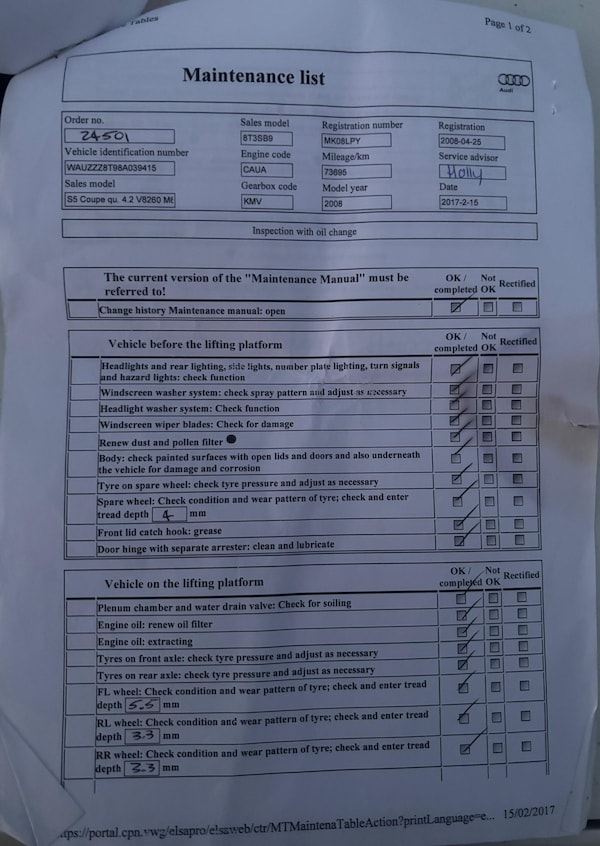 Tables
Page 1 of 2
Maintenance list
Audi
Order no.
24501
Sales model
8T3SB9
Registration number
MK08LPY
Registration
2008-04-25
Vehicle identification number
WAUZZZ8T98A039415
Engine code
CAUA
Mileage/km
73695
Service advisor
Holly
Sales model
S5 Coupe qu. 4.2 V8260 M6
Gearbox code
KMV
Model year
2008
Date
2017-2-15
Inspection with oil change
The current version of the "Maintenance Manual" must be
referred to!
OK /
completed
Not
OK
Rectified
Change history Maintenance manual: open
Vehicle before the lifting platform
OK /
completed
Not
OK
Rectified
Headlights and rear lighting, side lights, number plate lighting, turn signals
and hazard lights: check function
Windscreen washer system: check spray pattern and adjust as necessary
Headlight washer system: Check function
Windscreen wiper blades: Check for damage
Renew dust and pollen filter
Body: check painted surfaces with open lids and doors and also underneath
the vehicle for damage and corrosion
Tyre on spare wheel: check tyre pressure and adjust as necessary
Spare wheel: Check condition and wear pattern of tyre; check and enter
tread depth 4 mm
Front lid catch hook: grease
Door hinge with separate arrester: clean and lubricate
Vehicle on the lifting platform
OK /
completed
Not
OK
Rectified
Plenum chamber and water drain valve: Check for soiling
Engine oil: renew oil filter
Engine oil: extracting
Tyres on front axle: check tyre pressure and adjust as necessary
Tyres on rear axle: check tyre pressure and adjust as necessary
FL wheel: Check condition and wear pattern of tyre; check and enter tread
depth 5.5 mm
RL wheel: Check condition and wear pattern of tyre; check and enter tread
depth 3.3 mm
RR wheel: Check condition and wear pattern of tyre; check and enter tread
depth 3.3 mm
ttps://portal.cpn.vwg/elsapro/elsaweb/ctr/MTMaintenaTableAction?printLanguage=e... 15/02/2017